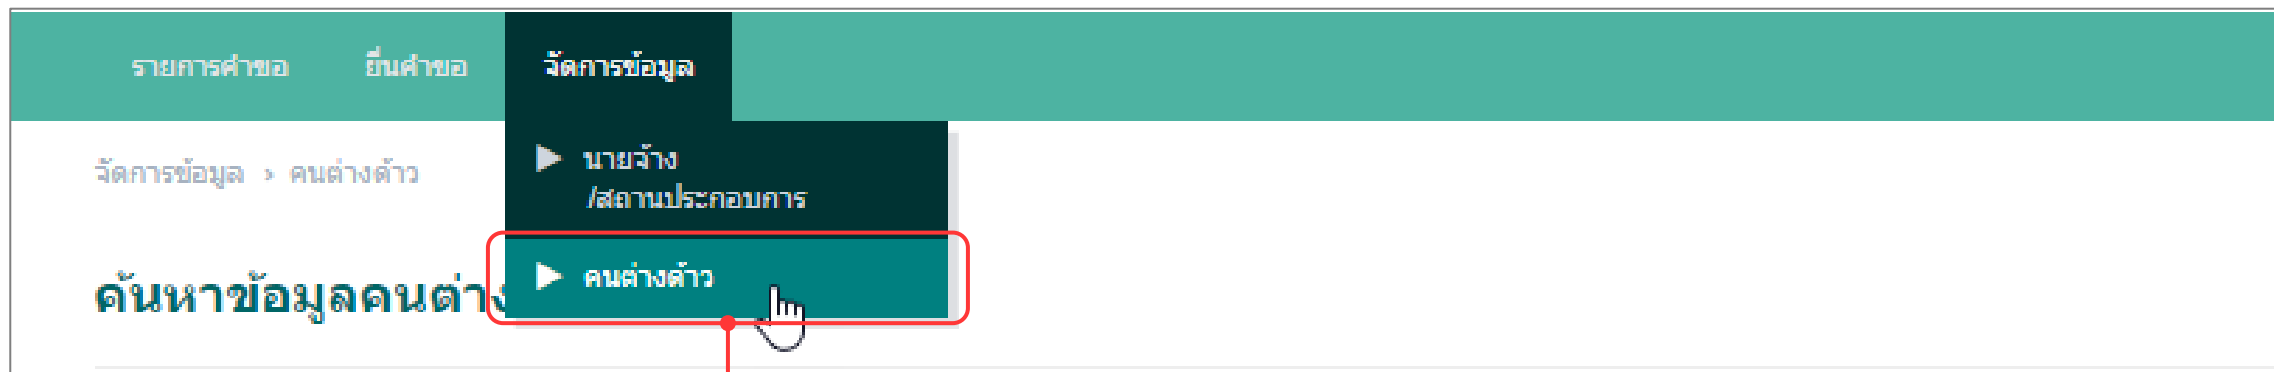 รายการคำขอ ยื่นคำขอ จัดการข้อมูล
จัดการข้อมูล › คนต่างด้าว
นายจ้าง
/สถานประกอบการ
คนต่างด้าว
ค้นหาข้อมูลคนต่าง